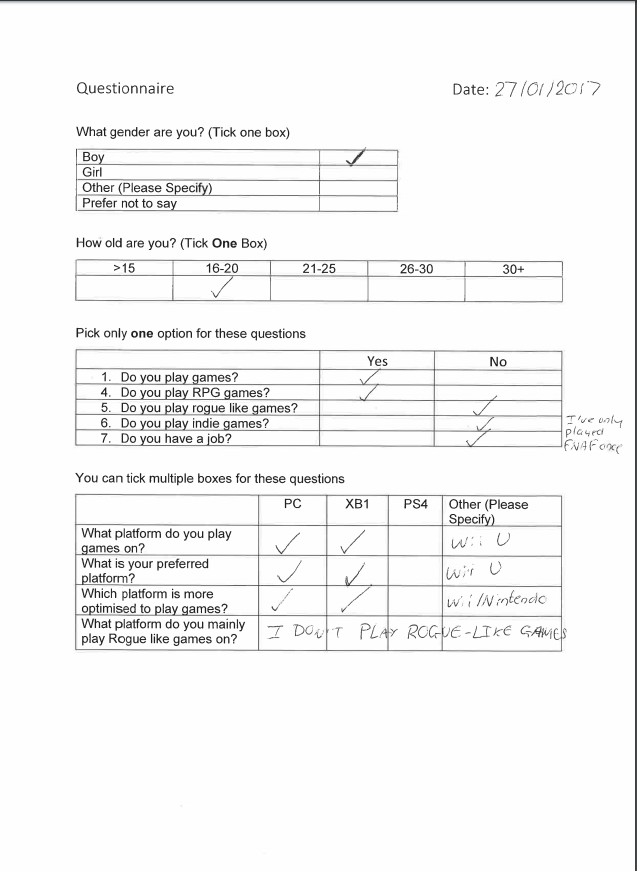 Questionnaire Date: 27/01/2017
What gender are you? (Tick one box)
Boy ✓
Girl
Other (Please Specify)
Prefer not to say
How old are you? (Tick One Box)
>15 16-20 21-25 26-30 30+
✓
Pick only one option for these questions
Yes No
1. Do you play games? ✓
4. Do you play RPG games? ✓
5. Do you play rogue like games? ✓
6. Do you play indie games? ✓ I've only
7. Do you have a job? ✓ played
FNAF once
You can tick multiple boxes for these questions
PC XB1 PS4 Other (Please
Specify)
What platform do you play
games on? ✓ ✓ Wii U
What is your preferred
platform? ✓ ✓ Wii U
Which platform is more
optimised to play games? ✓ ✓ Wii/Nintendo
What platform do you mainly
play Rogue like games on? I DON'T PLAY ROGUE-LIKE GAMES